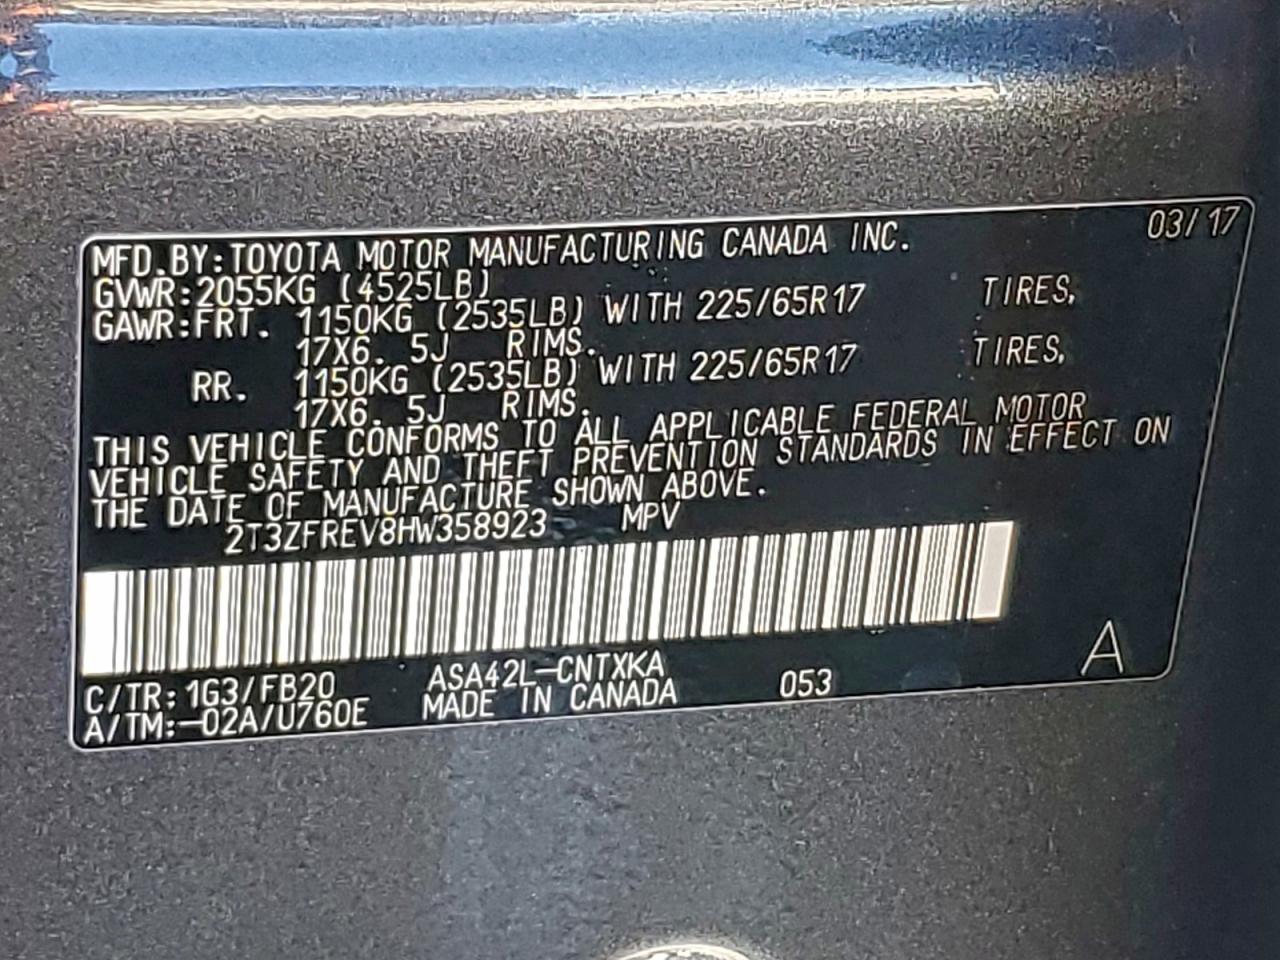 03/17
MFD.BY:TOYOTA MOTOR MANUFACTURING CANADA INC.
GVWR:2055KG (4525LB)
GAWR:FRT. 1150KG (2535LB) WITH 225/65R17 TIRES,
17X6. 5J RIMS.
RR. 1150KG (2535LB) WITH 225/65R17 TIRES,
17X6. 5J RIMS.
THIS VEHICLE CONFORMS TO ALL APPLICABLE FEDERAL MOTOR
VEHICLE SAFETY AND THEFT PREVENTION STANDARDS IN EFFECT ON
THE DATE OF MANUFACTURE SHOWN ABOVE.
2T3ZFREV8HW358923 MPV
C/TR:1G3/FB20 ASA42L-CNTXKA
A/TM:-02A/U760E MADE IN CANADA 053
A